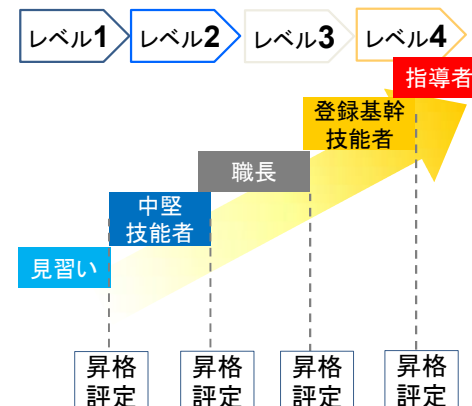 レベル1
レベル2
レベル3
レベル4
指導者
登録基幹
技能者
職長
中堅
技能者
見習い
昇格
評定
昇格
評定
昇格
評定
昇格
評定